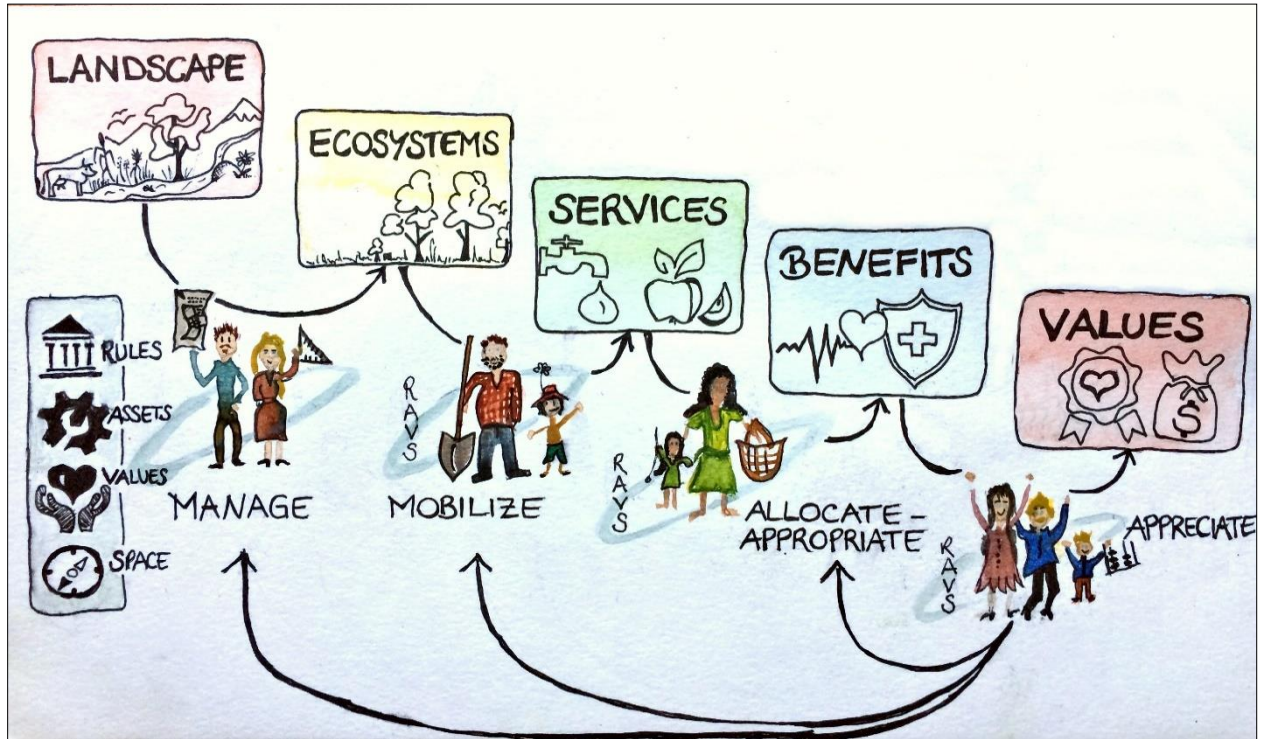 LANDSCAPE
ECOSYSTEMS
SERVICES
BENEFITS
VALUES
$
RULES
ASSETS
VALUES
SPACE
MANAGE
RAVS
MOBILIZE
RAVS
ALLOCATE-
APPROPRIATE
RAVS
APPRECIATE